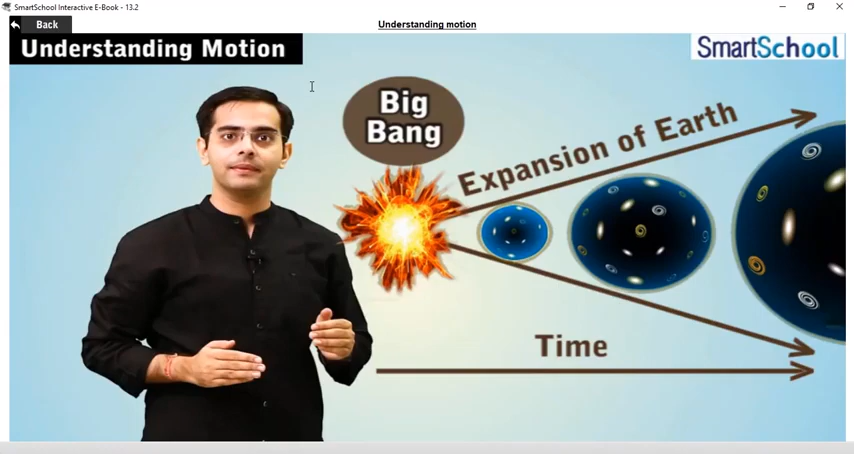 SmartSchool Interactive E-Book - 13.2
Back
Understanding motion
Understanding Motion
SmartSchool
Big
Bang
Expansion of Earth
Time